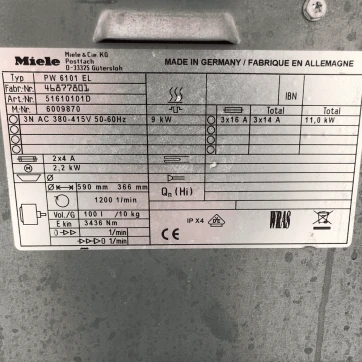 Miele
Miele & Cie. KG
Postfach
D-33325 Gütersloh
MADE IN GERMANY / FABRIQUE EN ALLEMAGNE
Typ PW 6101 EL
Fabr.-Nr. 46877801
Art.-Nr. 51610101D
M.-Nr. 6009870
IBN
Total Total
3N AC 380-415V 50-60Hz 9 kW 3x16 A 3x14 A 11,0 kW
2x4 A
M 2,2 kW
Ø
Ø 590 mm 366 mm
1200 1/min
Qn (Hi)
Vol./G 100 l /10 kg
E kin 3436 Nm
1/min
1/min
IP X4
WRAS
CE